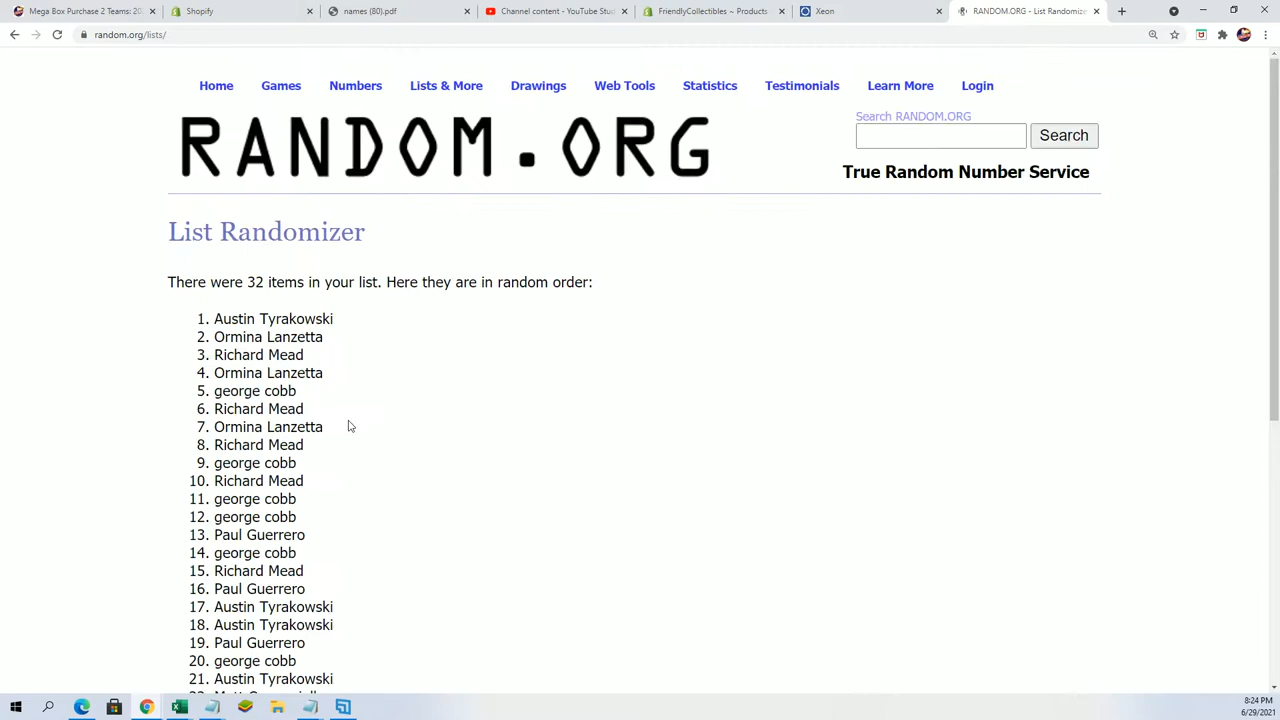 Mega Box Purchase 2 Teams: 20
Shopify
names (80).pdf
Channel content - YouTube Stud
FriendlyCollectibles ~ Products
Xeon
RANDOM.ORG - List Randomizer
random.org/lists/
Home Games Numbers Lists & More Drawings Web Tools Statistics Testimonials Learn More Login
RANDOM.ORG
Search RANDOM.ORG
Search
True Random Number Service
List Randomizer
There were 32 items in your list. Here they are in random order:
1. Austin Tyrakowski
2. Ormina Lanzetta
3. Richard Mead
4. Ormina Lanzetta
5. george cobb
6. Richard Mead
7. Ormina Lanzetta
8. Richard Mead
9. george cobb
10. Richard Mead
11. george cobb
12. george cobb
13. Paul Guerrero
14. george cobb
15. Richard Mead
16. Paul Guerrero
17. Austin Tyrakowski
18. Austin Tyrakowski
19. Paul Guerrero
20. george cobb
21. Austin Tyrakowski
8:24 PM
6/29/2021